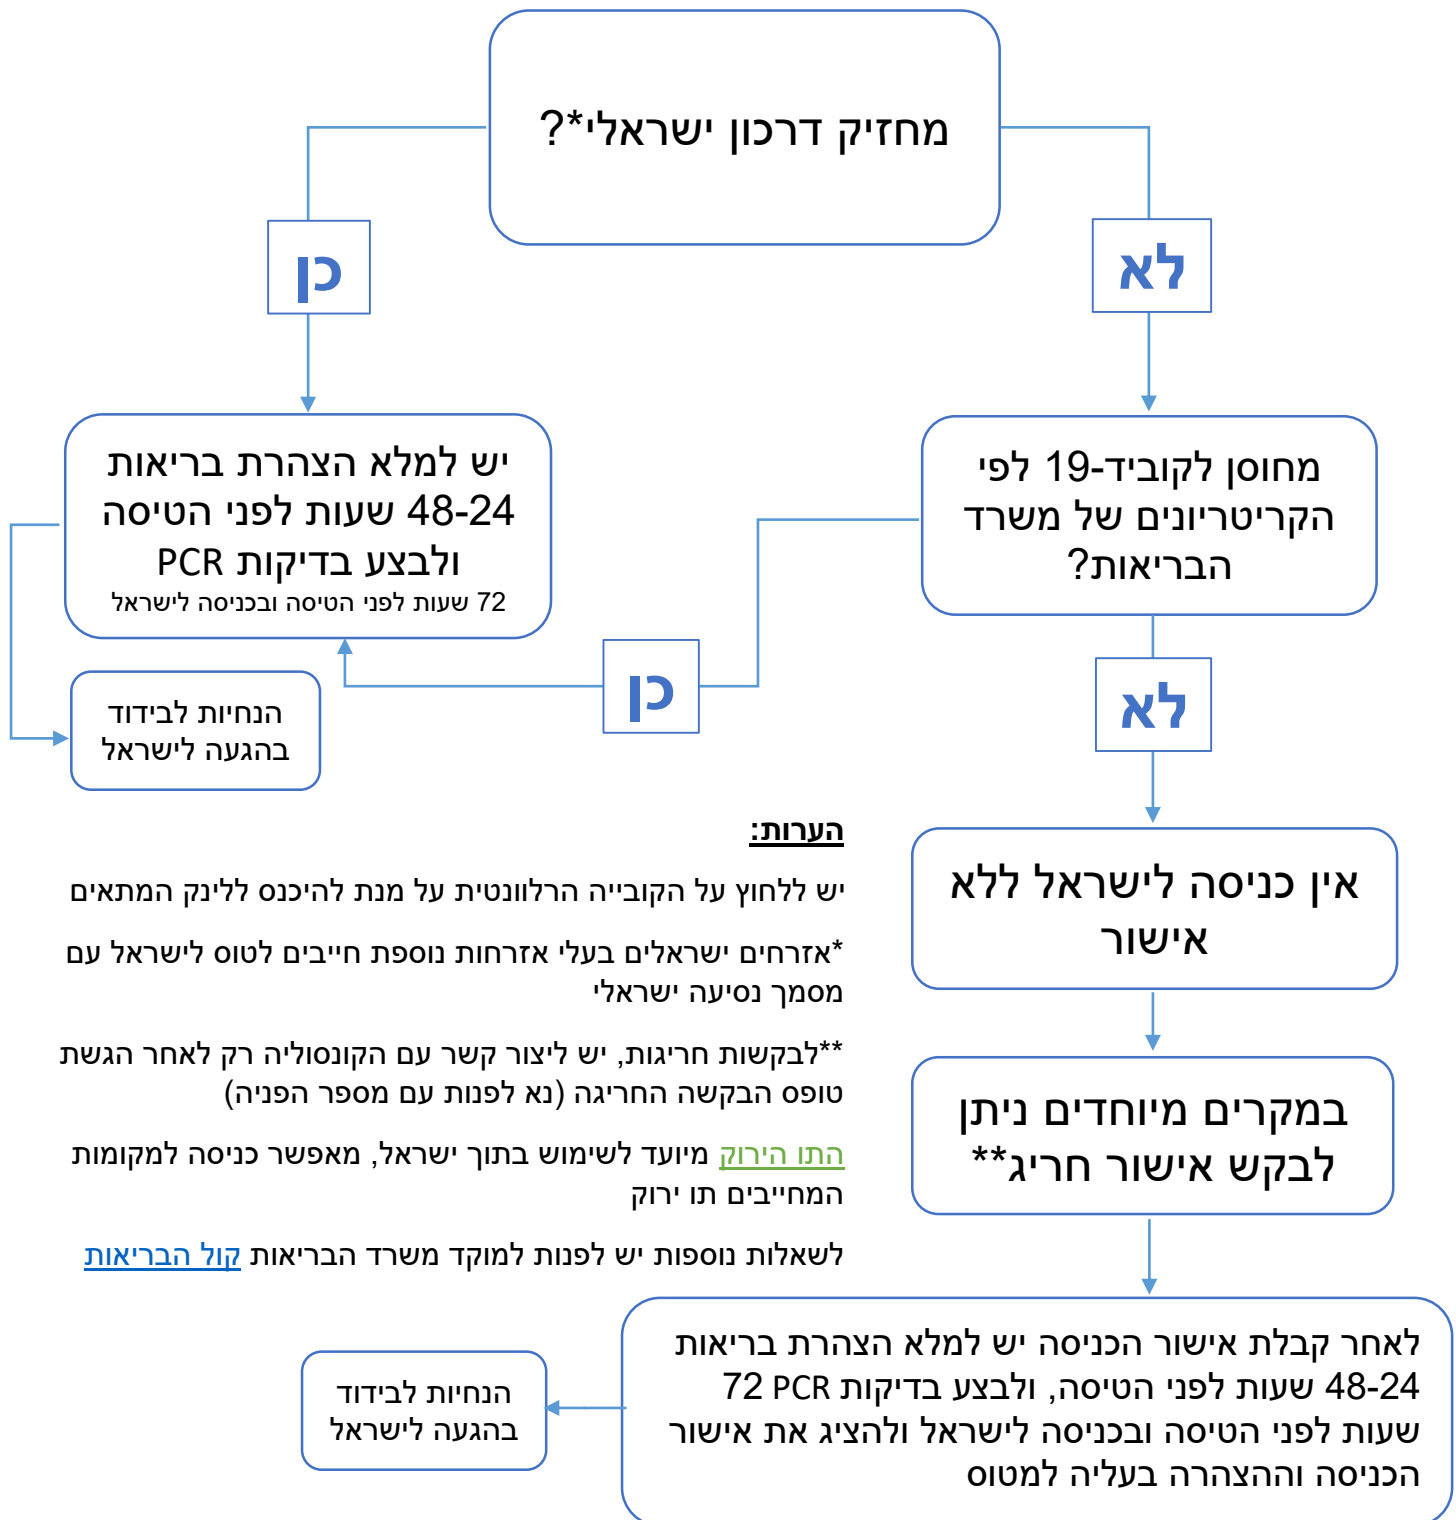 מחזיק דרכון ישראלי*?
כן
לא
יש למלא הצהרת בריאות
48-24 שעות לפני הטיסה
ולבצע בדיקות PCR
72 שעות לפני הטיסה ובכניסה לישראל
מחוסן לקוביד-19 לפי
הקריטריונים של משרד
הבריאות?
כן
לא
הנחיות לבידוד
בהגעה לישראל
אין כניסה לישראל ללא
אישור
במקרים מיוחדים ניתן
לבקש אישור חריג**
הערות:
יש ללחוץ על הקובייה הרלוונטית על מנת להיכנס ללינק המתאים
*אזרחים ישראלים בעלי אזרחות נוספת חייבים לטוס לישראל עם
מסמך נסיעה ישראלי
**לבקשות חריגות, יש ליצור קשר עם הקונסוליה רק לאחר הגשת
טופס הבקשה החריגה (נא לפנות עם מספר הפניה)
התו הירוק מיועד לשימוש בתוך ישראל, מאפשר כניסה למקומות
המחייבים תו ירוק
לשאלות נוספות יש לפנות למוקד משרד הבריאות קול הבריאות
לאחר קבלת אישור הכניסה יש למלא הצהרת בריאות
48-24 שעות לפני הטיסה, ולבצע בדיקות PCR 72
שעות לפני הטיסה ובכניסה לישראל ולהציג את אישור
הכניסה וההצהרה בעליה למטוס
הנחיות לבידוד
בהגעה לישראל